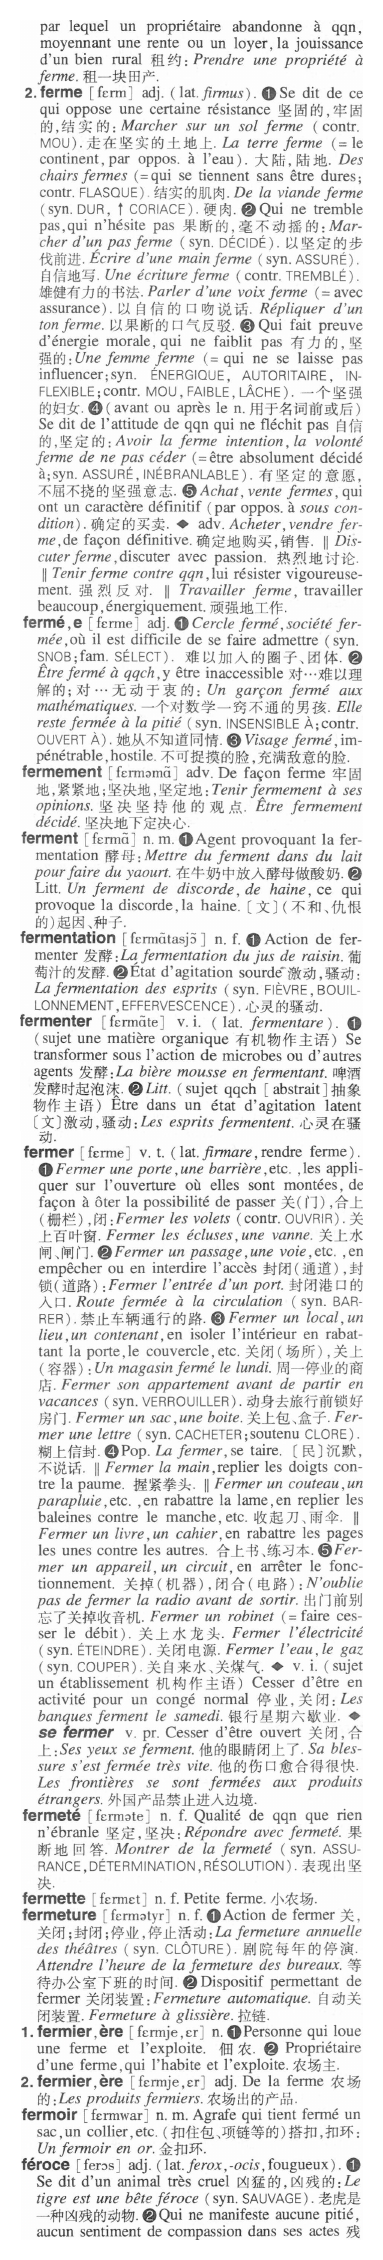 par lequel un propriétaire abandonne à qqn,
moyennant une rente ou un loyer, la jouissance
d'un bien rural 租约: Prendre une propriété à
ferme. 租一块田产.
2. ferme [fɛrm] adj. (lat. firmus). ❶ Se dit de ce
qui oppose une certaine résistance 坚固的,牢固
的,结实的: Marcher sur un sol ferme (contr.
MOU). 走在坚实的土地上. La terre ferme (= le
continent, par oppos. à l'eau). 大陆,陆地. Des
chairs fermes (= qui se tiennent sans être dures;
contr. FLASQUE). 结实的肌肉. De la viande ferme
(syn. DUR, ↑ CORIACE). 硬肉. ❷ Qui ne tremble
pas, qui n'hésite pas 果断的,毫不动摇的: Mar-
cher d'un pas ferme (syn. DÉCIDÉ). 以坚定的步
伐前进. Écrire d'une main ferme (syn. ASSURÉ).
自信地写. Une écriture ferme (contr. TREMBLÉ).
雄健有力的书法. Parler d'une voix ferme (= avec
assurance). 以自信的口吻说话. Répliquer d'un
ton ferme. 以果断的口气反驳. ❸ Qui fait preuve
d'énergie morale, qui ne faiblit pas 有力的,坚
强的: Une femme ferme (= qui ne se laisse pas
influencer; syn. ÉNERGIQUE, AUTORITAIRE, IN-
FLEXIBLE; contr. MOU, FAIBLE, LÂCHE). 一个坚强
的妇女. ❹ (avant ou après le n. 用于名词前或后)
Se dit de l'attitude de qqn qui ne fléchit pas 自信
的,坚定的: Avoir la ferme intention, la volonté
ferme de ne pas céder (= être absolument décidé
à; syn. ASSURÉ, INÉBRANLABLE). 有坚定的意愿,
不屈不挠的坚强意志. ❺ Achat, vente fermes, qui
ont un caractère définitif (par oppos. à sous con-
dition). 确定的买卖. ◆ adv. Acheter, vendre fer-
me, de façon définitive. 确定地购买,销售. ‖ Dis-
cuter ferme, discuter avec passion. 热烈地讨论.
‖ Tenir ferme contre qqn, lui résister vigoureuse-
ment. 强烈反对. ‖ Travailler ferme, travailler
beaucoup, énergiquement. 顽强地工作.
fermé, e [fɛrme] adj. ❶ Cercle fermé, société fer-
mée, où il est difficile de se faire admettre (syn.
SNOB; fam. SÉLECT). 难以加入的圈子、团体. ❷
Être fermé à qqch, y être inaccessible 对…难以理
解的;对…无动于衷的: Un garçon fermé aux
mathématiques. 一个对数学一窍不通的男孩. Elle
reste fermée à la pitié (syn. INSENSIBLE À; contr.
OUVERT À). 她从不知道同情. ❸ Visage fermé, im-
pénétrable, hostile. 不可捉摸的脸,充满敌意的脸.
fermement [fɛrməmɑ̃] adv. De façon ferme 牢固
地,紧紧地;坚决地,坚定地: Tenir fermement à ses
opinions. 坚决坚持他的观点. Être fermement
décidé. 坚决地下定决心.
ferment [fɛrmɑ̃] n. m. ❶ Agent provoquant la fer-
mentation 酵母: Mettre du ferment dans du lait
pour faire du yaourt. 在牛奶中放入酵母做酸奶. ❷
Litt. Un ferment de discorde, de haine, ce qui
provoque la discorde, la haine. [文](不和、仇恨
的)起因、种子.
fermentation [fɛrmɑ̃tasjɔ̃] n. f. ❶ Action de fer-
menter 发酵: La fermentation du jus de raisin. 葡
萄汁的发酵. ❷ État d'agitation sourde 激动,骚动:
La fermentation des esprits (syn. FIÈVRE, BOUIL-
LONNEMENT, EFFERVESCENCE). 心灵的骚动.
fermenter [fɛrmɑ̃te] v. i. (lat. fermentare). ❶
(sujet une matière organique 有机物作主语) Se
transformer sous l'action de microbes ou d'autres
agents 发酵: La bière mousse en fermentant. 啤酒
发酵时起泡沫. ❷ Litt. (sujet qqch [abstrait]抽象
物作主语) Être dans un état d'agitation latent
[文]激动,骚动: Les esprits fermentent. 心灵在骚
动.
fermer [fɛrme] v. t. (lat. firmare, rendre ferme).
❶ Fermer une porte, une barrière, etc., les appli-
quer sur l'ouverture où elles sont montées, de
façon à ôter la possibilité de passer 关(门),合上
(栅栏),闭: Fermer les volets (contr. OUVRIR). 关
上百叶窗. Fermer les écluses, une vanne. 关上水
闸、闸门. ❷ Fermer un passage, une voie, etc., en
empêcher ou en interdire l'accès 封闭(通道),封
锁(道路): Fermer l'entrée d'un port. 封闭港口的
入口. Route fermée à la circulation (syn. BAR-
RER). 禁止车辆通行的路. ❸ Fermer un local, un
lieu, un contenant, en isoler l'intérieur en rabat-
tant la porte, le couvercle, etc. 关闭(场所),关上
(容器): Un magasin fermé le lundi. 周一停业的商
店. Fermer son appartement avant de partir en
vacances (syn. VERROUILLER). 动身去旅行前锁好
房门. Fermer un sac, une boite. 关上包、盒子. Fer-
mer une lettre (syn. CACHETER; soutenu CLORE).
糊上信封. ❹ Pop. La fermer, se taire. [民]沉默,
不说话. ‖ Fermer la main, replier les doigts con-
tre la paume. 握紧拳头. ‖ Fermer un couteau, un
parapluie, etc., en rabattre la lame, en replier les
baleines contre le manche, etc. 收起刀、雨伞. ‖
Fermer un livre, un cahier, en rabattre les pages
les unes contre les autres. 合上书、练习本. ❺ Fer-
mer un appareil, un circuit, en arrêter le fonc-
tionnement. 关掉(机器),闭合(电路): N'oublie
pas de fermer la radio avant de sortir. 出门前别
忘了关掉收音机. Fermer un robinet (= faire ces-
ser le débit). 关上水龙头. Fermer l'électricité
(syn. ÉTEINDRE). 关闭电源. Fermer l'eau, le gaz
(syn. COUPER). 关自来水、关煤气. ◆ v. i. (sujet
un établissement 机构作主语) Cesser d'être en
activité pour un congé normal 停业,关闭: Les
banques ferment le samedi. 银行星期六歇业. ◆
se fermer v. pr. Cesser d'être ouvert 关闭,合
上: Ses yeux se ferment. 他的眼睛闭上了. Sa bles-
sure s'est fermée très vite. 他的伤口愈合得很快.
Les frontières se sont fermées aux produits
étrangers. 外国产品禁止进入边境.
fermeté [fɛrməte] n. f. Qualité de qqn que rien
n'ébranle 坚定,坚决: Répondre avec fermeté. 果
断地回答. Montrer de la fermeté (syn. ASSU-
RANCE, DÉTERMINATION, RÉSOLUTION). 表现出坚
决.
fermette [fɛrmɛt] n. f. Petite ferme. 小农场.
fermeture [fɛrmətyr] n. f. ❶ Action de fermer 关,
关闭;封闭;停业,停止活动: La fermeture annuelle
des théâtres (syn. CLÔTURE). 剧院每年的停演.
Attendre l'heure de la fermeture des bureaux. 等
待办公室下班的时间. ❷ Dispositif permettant de
fermer 关闭装置: Fermeture automatique. 自动关
闭装置. Fermeture à glissière. 拉链.
1. fermier, ère [fɛrmje, ɛr] n. ❶ Personne qui loue
une ferme et l'exploite. 佃农. ❷ Propriétaire
d'une ferme, qui l'habite et l'exploite. 农场主.
2. fermier, ère [fɛrmje, ɛr] adj. De la ferme 农场
的: Les produits fermiers. 农场出的产品.
fermoir [fɛrmwar] n. m. Agrafe qui tient fermé un
sac, un collier, etc. (扣住包、项链等的)搭扣,扣环:
Un fermoir en or. 金扣环.
féroce [ferɔs] adj. (lat. ferox, -ocis, fougueux). ❶
Se dit d'un animal très cruel 凶猛的,凶残的: Le
tigre est une bête féroce (syn. SAUVAGE). 老虎是
一种凶残的动物. ❷ Qui ne manifeste aucune pitié,
aucun sentiment de compassion dans ses actes 残